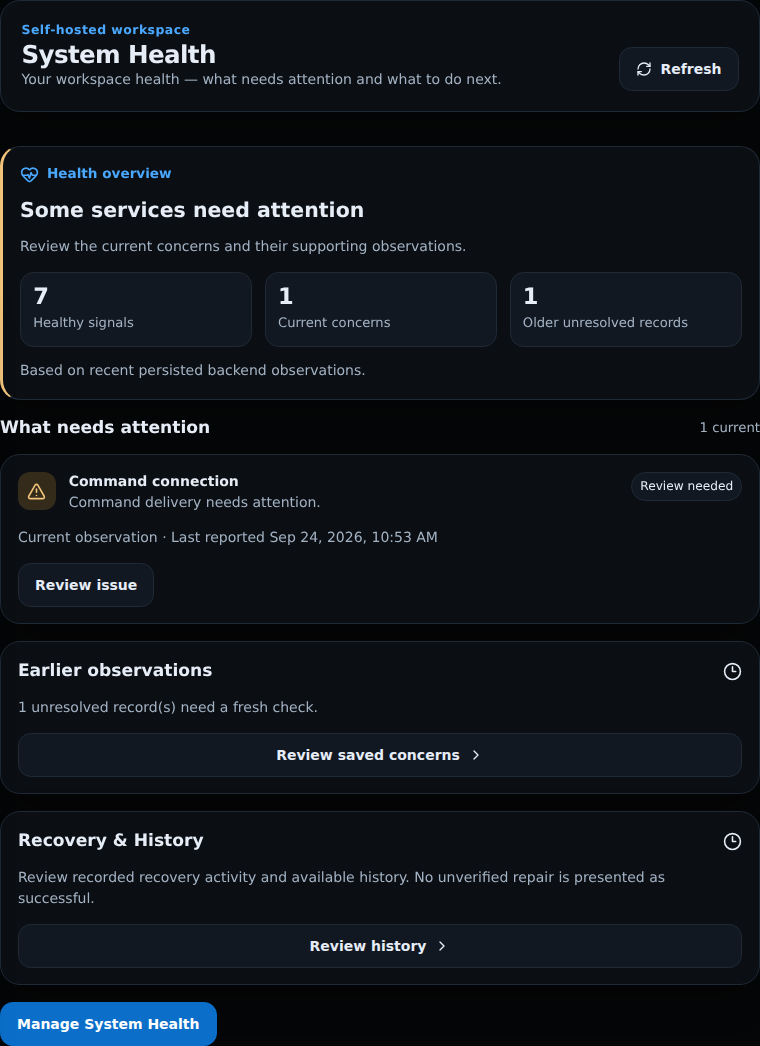 Self-hosted workspace
System Health
Your workspace health — what needs attention and what to do next.
Refresh
Health overview
Some services need attention
Review the current concerns and their supporting observations.
7
Healthy signals
1
Current concerns
1
Older unresolved records
Based on recent persisted backend observations.
What needs attention
1 current
Command connection
Command delivery needs attention.
Review needed
Current observation · Last reported Sep 24, 2026, 10:53 AM
Review issue
Earlier observations
1 unresolved record(s) need a fresh check.
Review saved concerns
Recovery & History
Review recorded recovery activity and available history. No unverified repair is presented as
successful.
Review history
Manage System Health